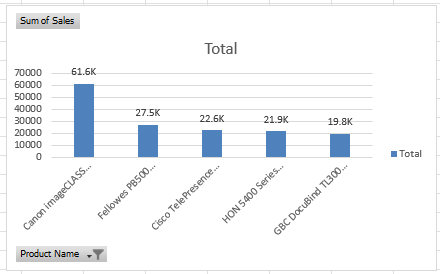 Sum of Sales
Total
70000
60000
50000
40000
30000
20000
10000
0
61.6K
27.5K
22.6K
21.9K
19.8K
Canon imageCLASS...
Fellowes PB500...
Cisco TelePresence...
HON 5400 Series...
GBC DocuBind TL300...
Total
Product Name